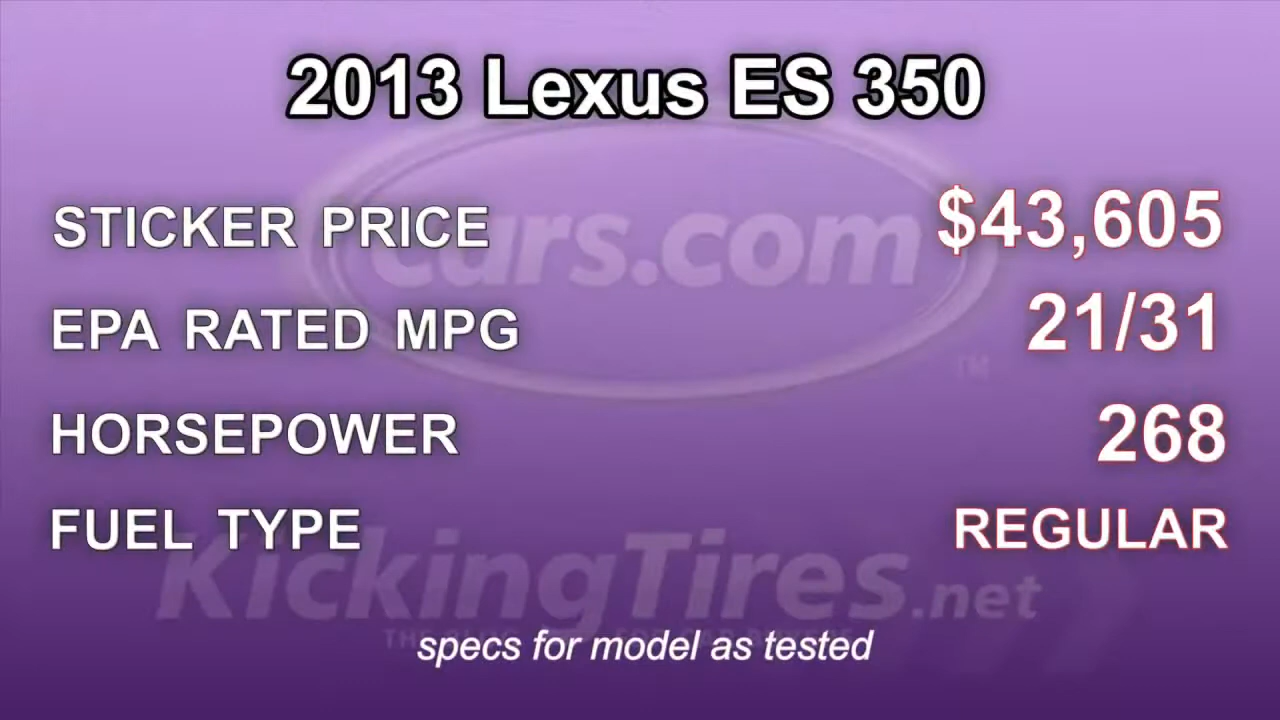 2013 Lexus ES 350
cars.com
STICKER PRICE $43,605
TM
EPA RATED MPG 21/31
HORSEPOWER 268
FUEL TYPE REGULAR
KickingTires.net
specs for model as tested